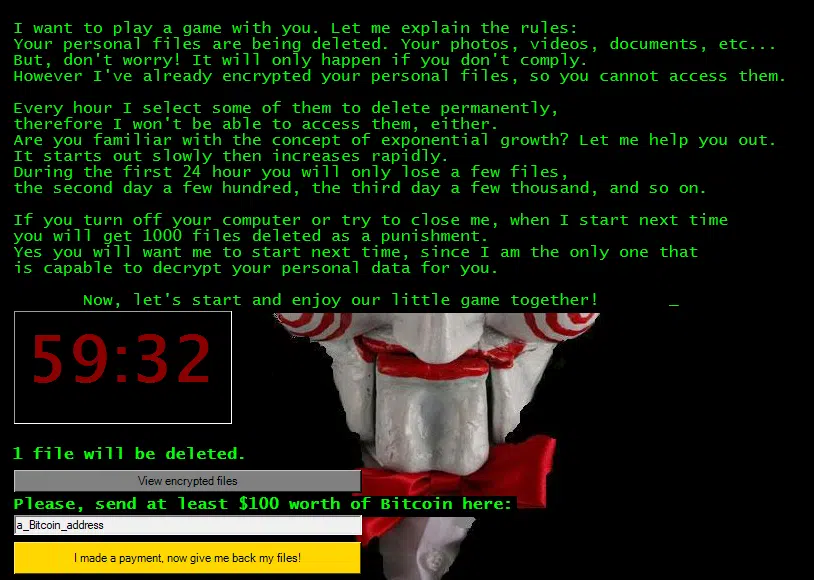 I want to play a game with you. Let me explain the rules:
Your personal files are being deleted. Your photos, videos, documents, etc...
But, don't worry! It will only happen if you don't comply.
However I've already encrypted your personal files, so you cannot access them.
Every hour I select some of them to delete permanently,
therefore I won't be able to access them, either.
Are you familiar with the concept of exponential growth? Let me help you out.
It starts out slowly then increases rapidly.
During the first 24 hour you will only lose a few files,
the second day a few hundred, the third day a few thousand, and so on.
If you turn off your computer or try to close me, when I start next time
you will get 1000 files deleted as a punishment.
Yes you will want me to start next time, since I am the only one that
is capable to decrypt your personal data for you.
Now, let's start and enjoy our little game together! _
59:32
1 file will be deleted.
View encrypted files
Please, send at least $100 worth of Bitcoin here:
a_Bitcoin_address
I made a payment, now give me back my files!